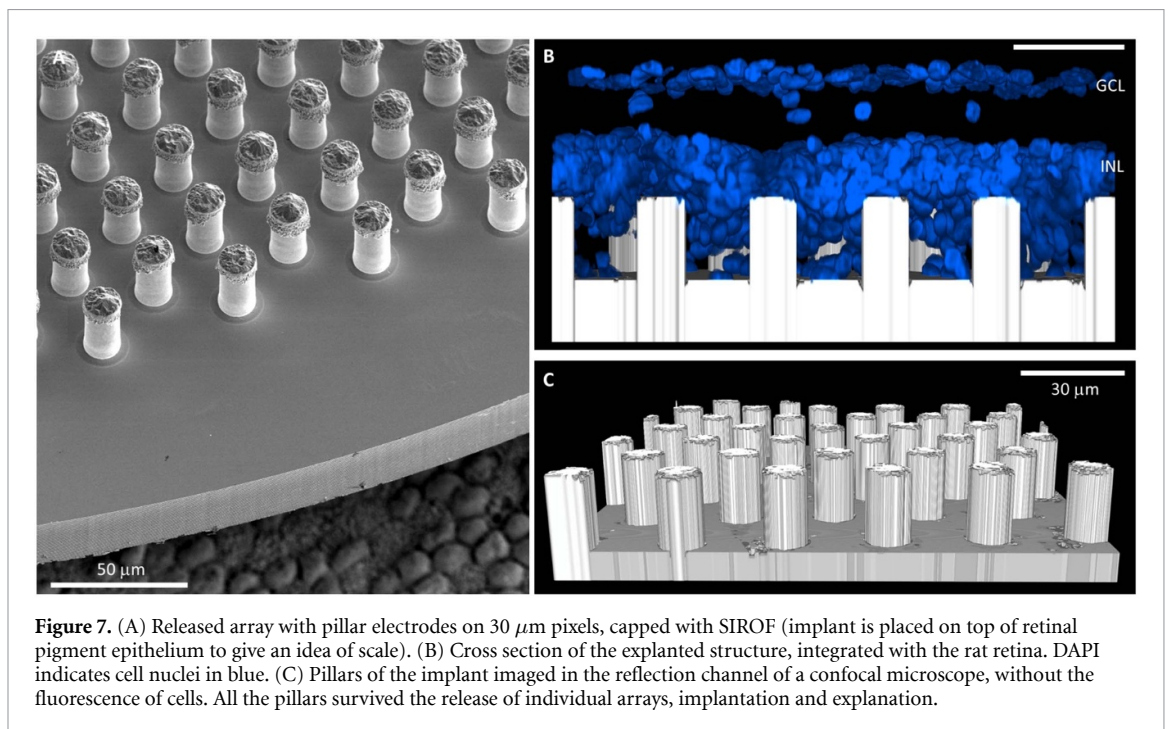 A
50 μm
B
GCL
INL
C
30 μm
Figure 7. (A) Released array with pillar electrodes on 30 μm pixels, capped with SIROF (implant is placed on top of retinal
pigment epithelium to give an idea of scale). (B) Cross section of the explanted structure, integrated with the rat retina. DAPI
indicates cell nuclei in blue. (C) Pillars of the implant imaged in the reflection channel of a confocal microscope, without the
fluorescence of cells. All the pillars survived the release of individual arrays, implantation and explanation.